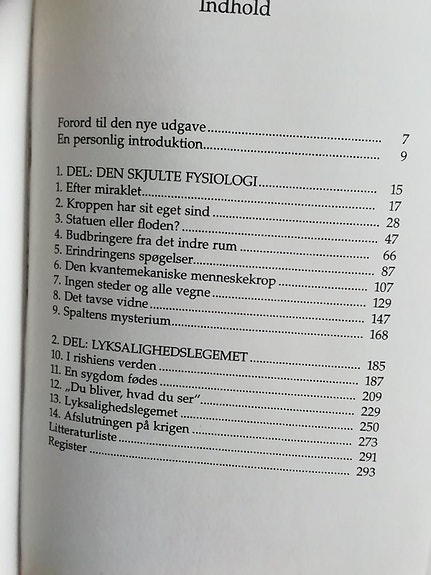 Indhold
Forord til den nye udgave 7
En personlig introduktion 9
1. DEL: DEN SKJULTE FYSIOLOGI 15
1. Efter miraklet 17
2. Kroppen har sit eget sind 28
3. Statuen eller floden? 47
4. Budbringere fra det indre rum 66
5. Erindringens spøgelser 87
6. Den kvantemekaniske menneskekrop 107
7. Ingen steder og alle vegne 129
8. Det tavse vidne 147
9. Spaltens mysterium 168
2. DEL: LYKSALIGHEDSLEGEMET 185
10. I rishiens verden 187
11. En sygdom fødes 209
12. „Du bliver, hvad du ser“ 229
13. Lyksalighedslegemet 250
14. Afslutningen på krigen 273
Litteraturliste 291
Register 293